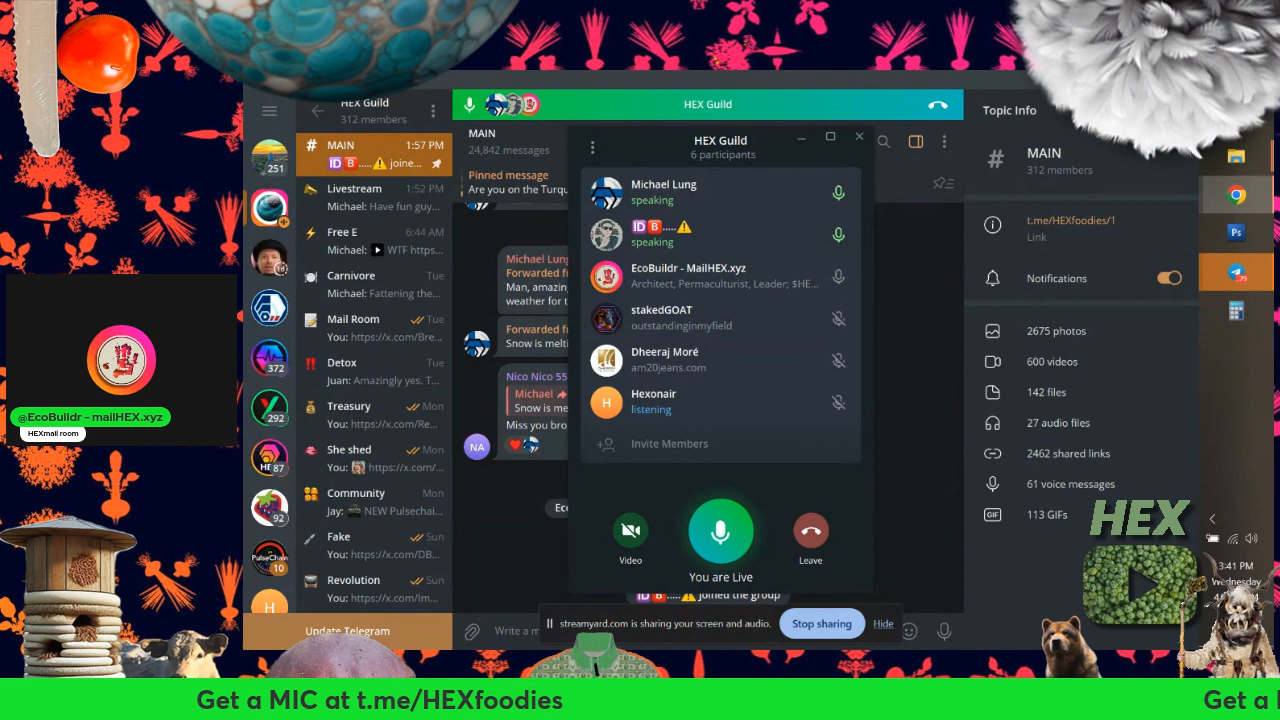 HEX Guild
312 members
251
372
292
87
92
10
H
MAIN
1:57 PM
ID B.....⚠ joine...
Livestream
1:52 PM
Michael: Have fun guy...
Free E
6:44 AM
Michael: WTF https...
Carnivore
Tue
Michael: Fattening the...
Mail Room
Tue
You: https://x.com/Bre...
Detox
Tue
Juan: Amazingly yes. T...
Treasury
Mon
You: https://x.com/Re...
She shed
Mon
You: https://x.com/...
Community
Mon
Jay: NEW Pulsechai...
Fake
Sun
You: https://x.com/DB...
Revolution
Sun
You: https://x.com/Im...
Update Telegram
HEX Guild
MAIN
24,842 messages
Pinned message
Are you on the Turqu
Michael Lung
Forwarded fr
Man, amazing
weather for t
Forwarded fr
Snow is melti
Nico Nico 55
Michael
Snow is me
Miss you bro
NA
Eco
ID B.....⚠ joined the group
Write a m
HEX Guild
6 participants
Michael Lung
speaking
ID B.....⚠
speaking
EcoBuildr - MailHEX.xyz
Architect, Permaculturist, Leader; $HE...
stakedGOAT
outstandinginmyfield
Dheeraj Moré
am20jeans.com
Hexonair
listening
Invite Members
Video
Leave
You are Live
streamyard.com is sharing your screen and audio.
Stop sharing
Hide
Topic Info
MAIN
312 members
t.me/HEXfoodies/1
Link
Notifications
2675 photos
600 videos
142 files
27 audio files
2462 shared links
61 voice messages
GIF
113 GIFs
Ps
3:41 PM
Wednesday
HEX
@EcoBuildr - mailHEX.xyz
HEXmail room
Get a MIC at t.me/HEXfoodies
Get a